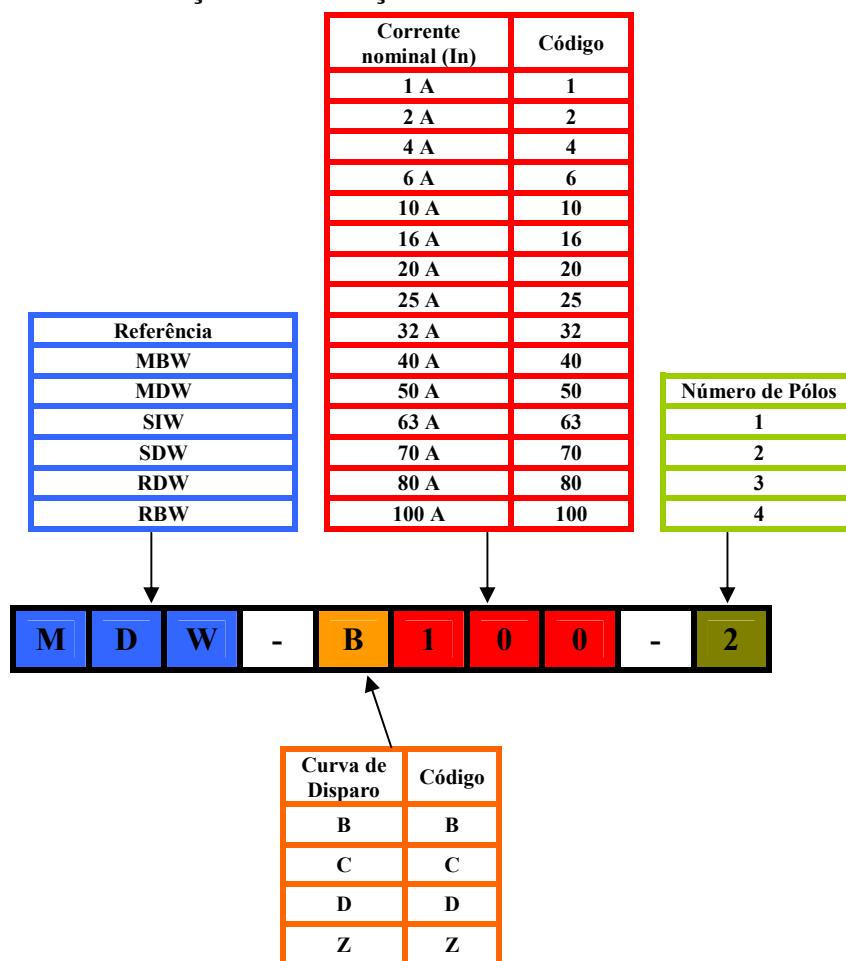 Corrente
nominal (In) Código
1 A 1
2 A 2
4 A 4
6 A 6
10 A 10
16 A 16
20 A 20
25 A 25
32 A 32
40 A 40
50 A 50
63 A 63
70 A 70
80 A 80
100 A 100
Referência
MBW
MDW
SIW
SDW
RDW
RBW
Número de Pólos
1
2
3
4
M D W - B 1 0 0 - 2
Curva de
Disparo Código
B B
C C
D D
Z Z